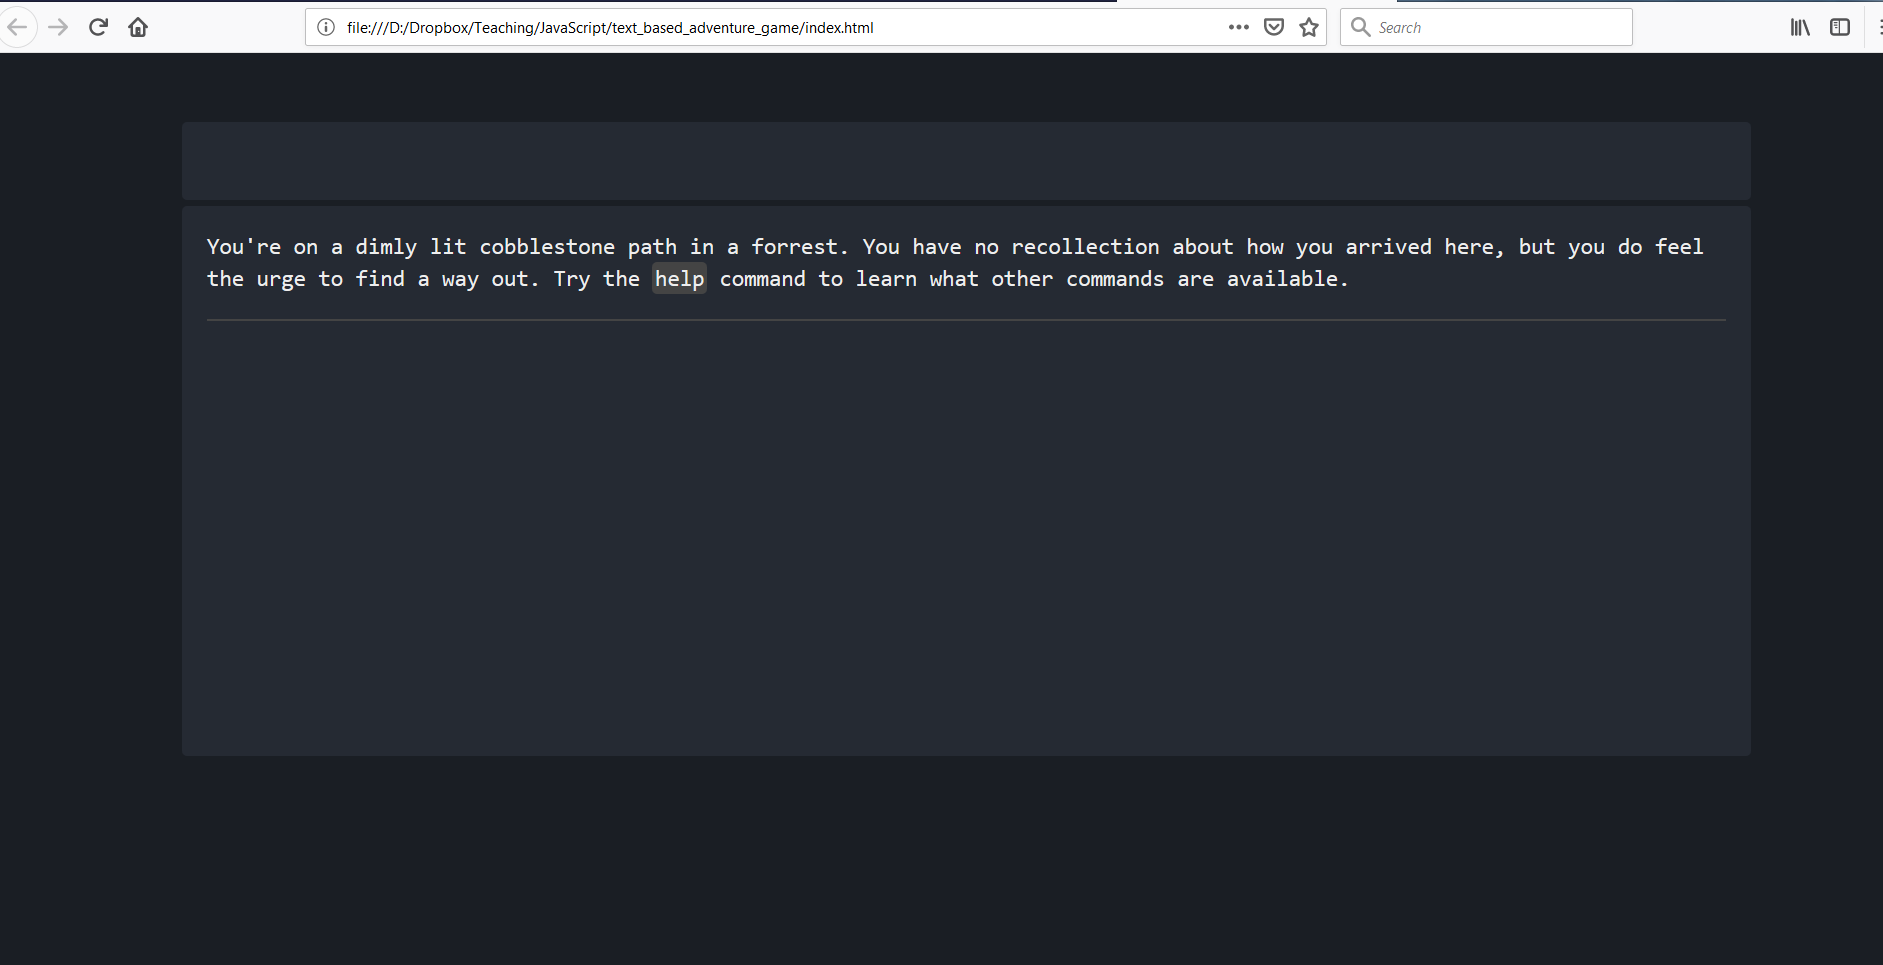 file:///D:/Dropbox/Teaching/JavaScript/text_based_adventure_game/index.html
Search
You're on a dimly lit cobblestone path in a forrest. You have no recollection about how you arrived here, but you do feel
the urge to find a way out. Try the help command to learn what other commands are available.